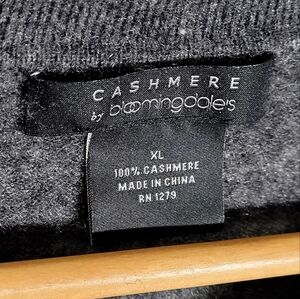 CASHMERE
by bloomingdale's
XL
100% CASHMERE
MADE IN CHINA
RN 1279